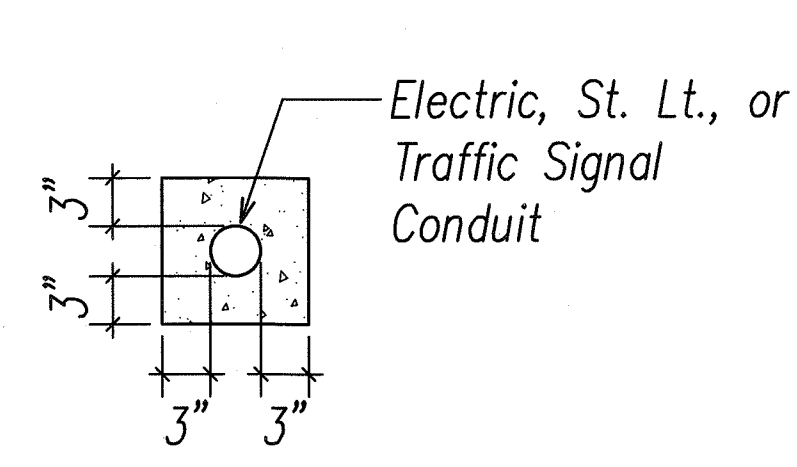 Electric, St. Lt., or
Traffic Signal
Conduit
3"
3"
3"
3"